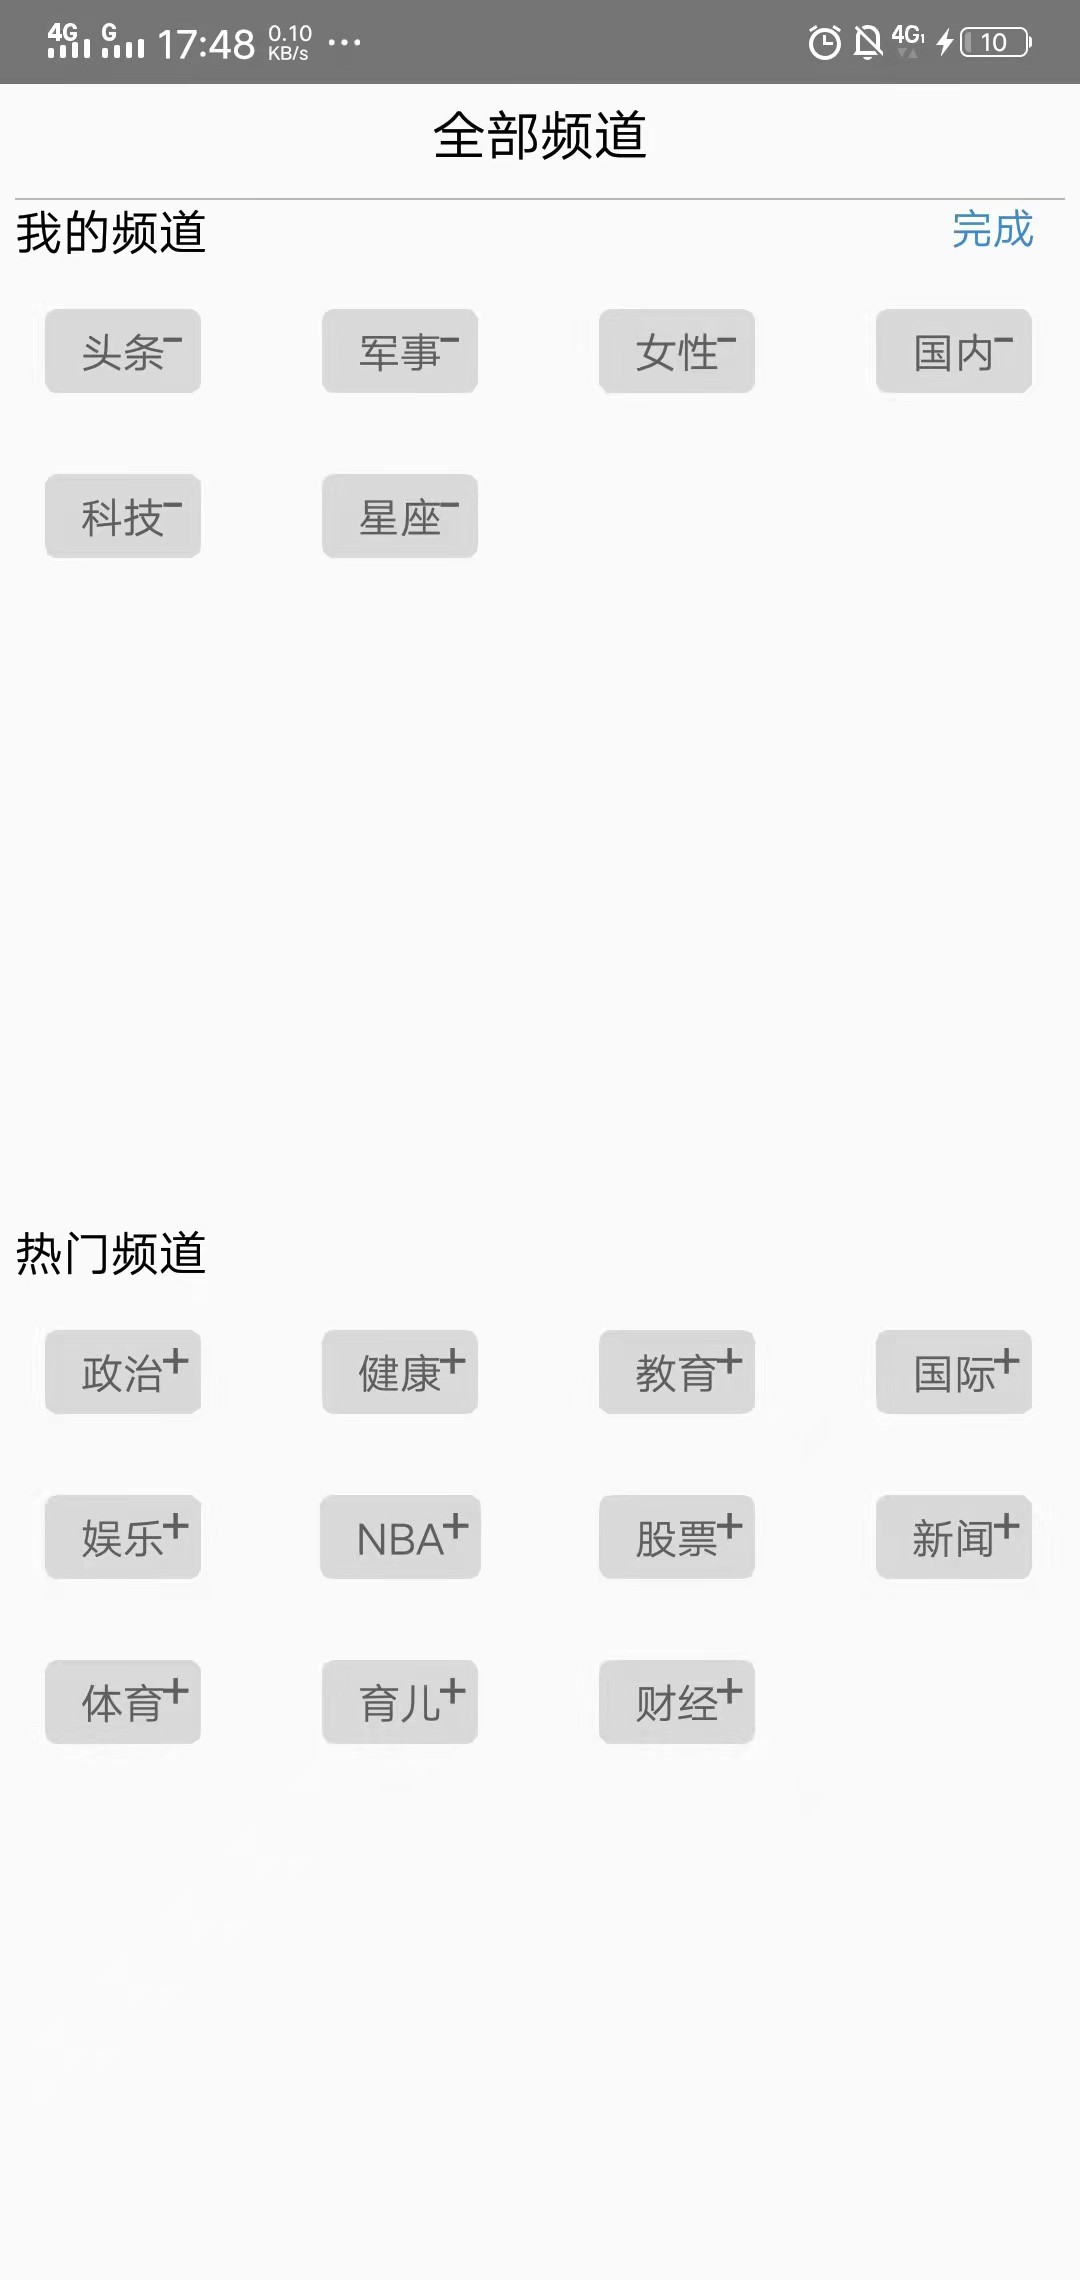 4G G 17:48 0.10 KB/s ... 4G1 10
全部频道
我的频道 完成
头条- 军事- 女性- 国内-
科技- 星座-
热门频道
政治+ 健康+ 教育+ 国际+
娱乐+ NBA+ 股票+ 新闻+
体育+ 育儿+ 财经+